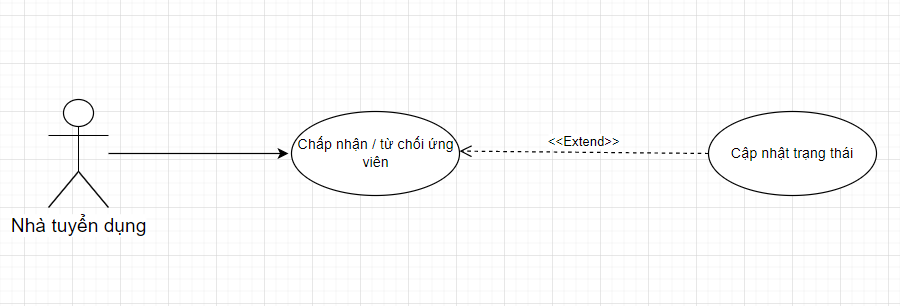 <<Extend>>
Chấp nhận / từ chối ứng
viên
Cập nhật trạng thái
Nhà tuyển dụng